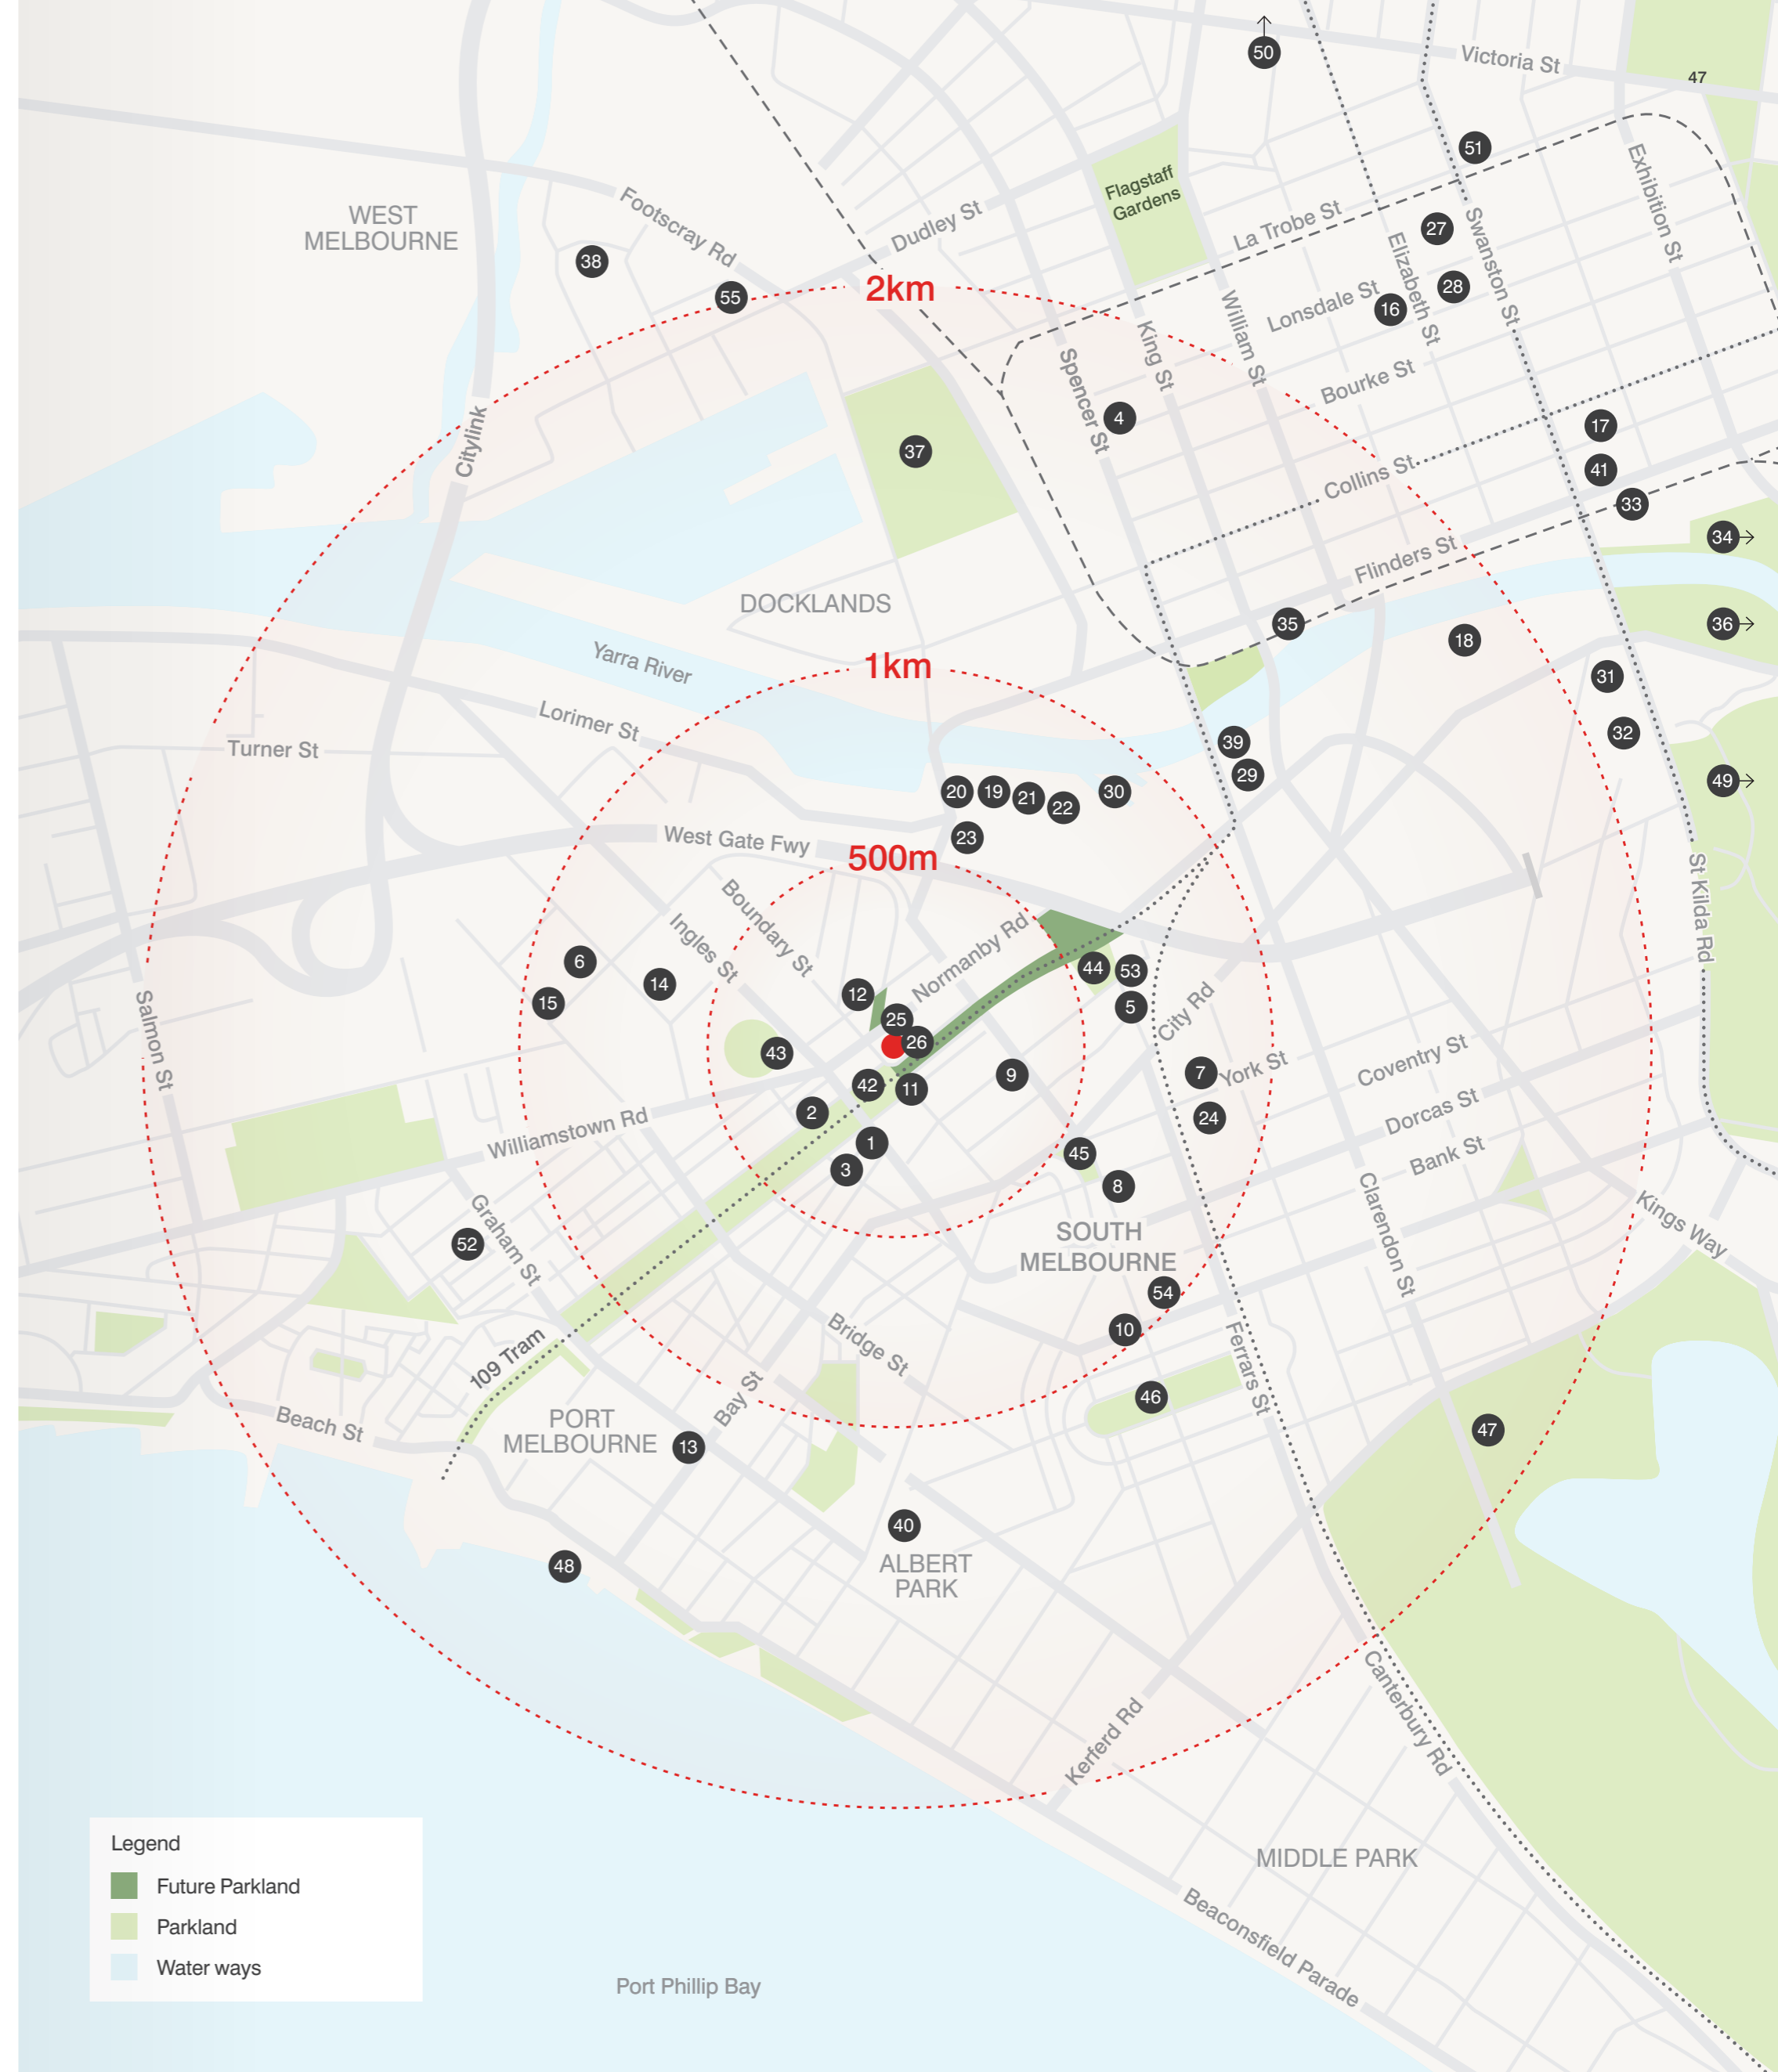 50
Victoria St
47
51
Exhibition St
Flagstaff
Gardens
WEST
MELBOURNE
Footscray Rd
Dudley St
La Trobe St
27
Swanston St
38
55
2km
Elizabeth St
Lonsdale St
28
16
William St
King St
Spencer St
Bourke St
4
17
Citylink
37
Collins St
41
33
34
Flinders St
DOCKLANDS
35
36
18
Yarra River
1km
31
Lorimer St
32
Turner St
39
29
49
20
19
21
22
30
West Gate Fwy
23
500m
St Kilda Rd
Boundary St
Ingles St
Normanby Rd
6
14
15
12
44
53
5
25
City Rd
Salmon St
26
43
42
11
9
7
York St
Coventry St
2
24
Dorcas St
Williamstown Rd
1
3
45
Bank St
8
Graham St
52
SOUTH
MELBOURNE
Clarendon St
Kings Way
54
10
Bridge St
Ferrars St
109 Tram
Bay St
46
Beach St
PORT
MELBOURNE
13
47
40
48
ALBERT
PARK
Kerferd Rd
Canterbury Rd
MIDDLE PARK
Legend
Future Parkland
Parkland
Water ways
Beaconsfield Parade
Port Phillip Bay